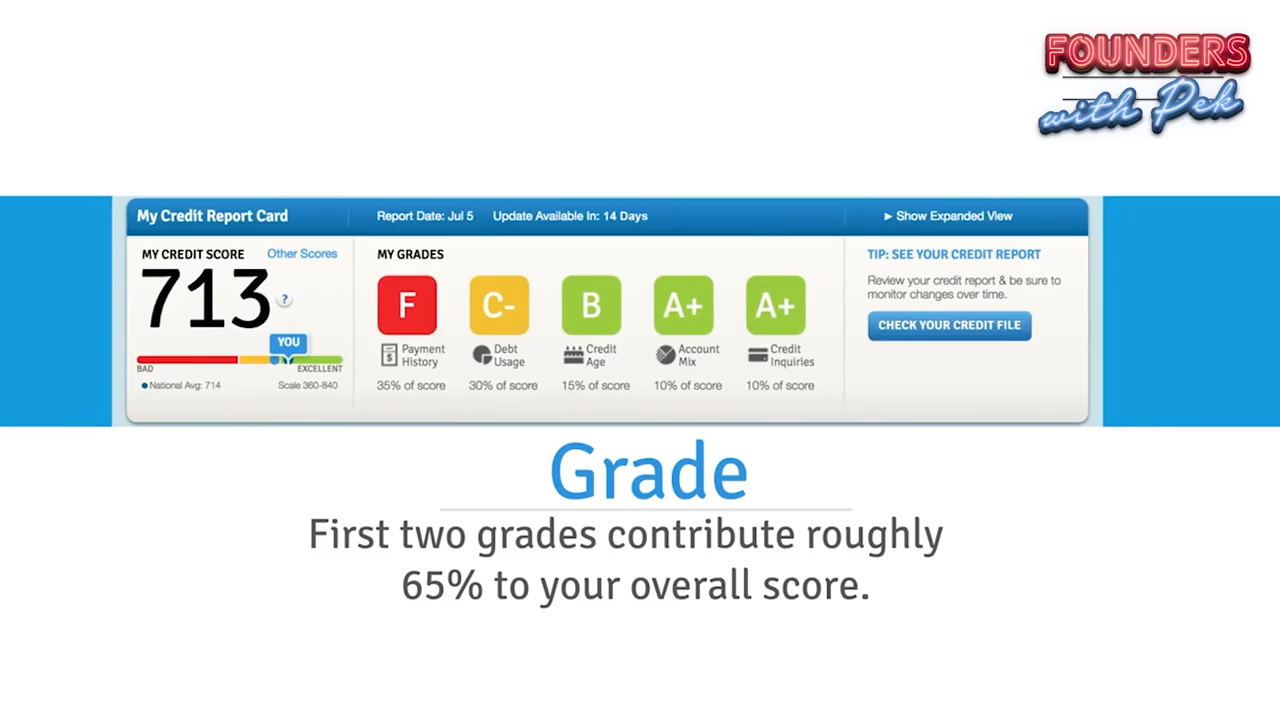 FOUNDERS
with Pek
My Credit Report Card
Report Date: Jul 5
Update Available In: 14 Days
► Show Expanded View
MY CREDIT SCORE
Other Scores
713
?
YOU
BAD
EXCELLENT
National Avg: 714
Scale 360-840
MY GRADES
F
Payment
History
35% of score
C-
Debt
Usage
30% of score
B
Credit
Age
15% of score
A+
Account
Mix
10% of score
A+
Credit
Inquiries
10% of score
TIP: SEE YOUR CREDIT REPORT
Review your credit report & be sure to
monitor changes over time.
CHECK YOUR CREDIT FILE
Grade
First two grades contribute roughly
65% to your overall score.